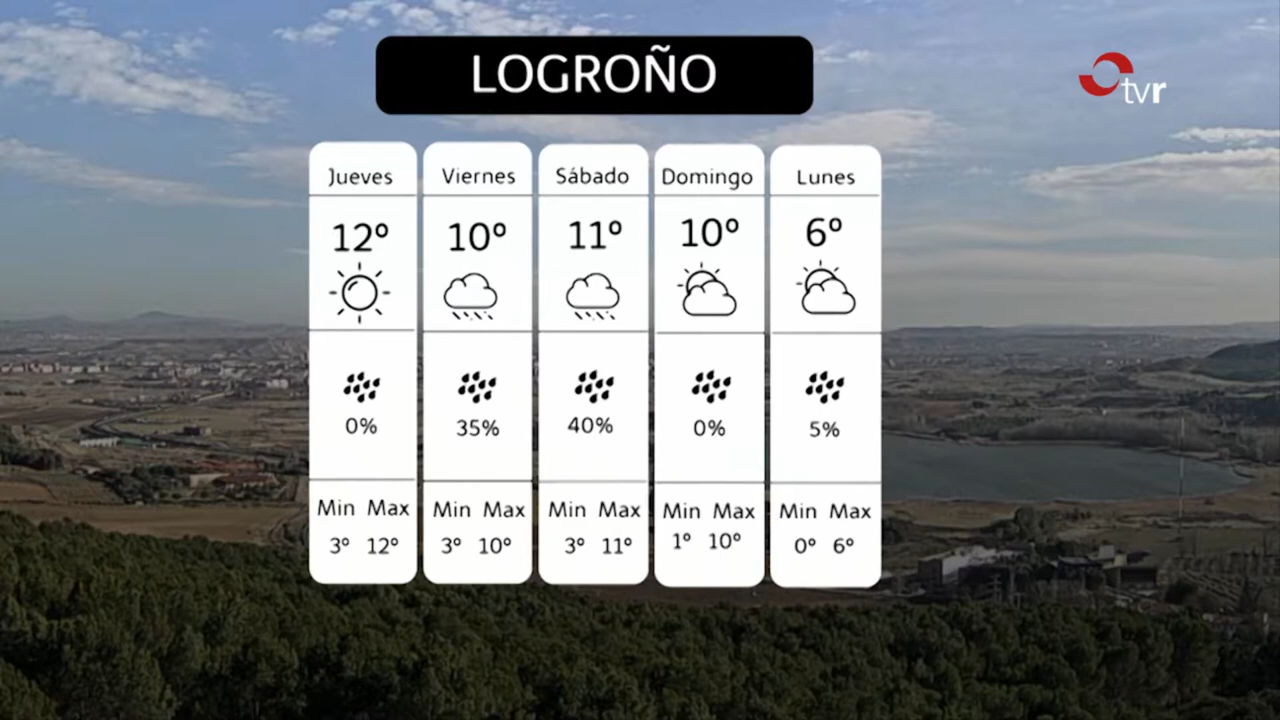 LOGROÑO
tvr
Jueves Viernes Sábado Domingo Lunes
12º 10º 11º 10º 6º
0% 35% 40% 0% 5%
Min Max Min Max Min Max Min Max Min Max
3º 12º 3º 10º 3º 11º 1º 10º 0º 6º